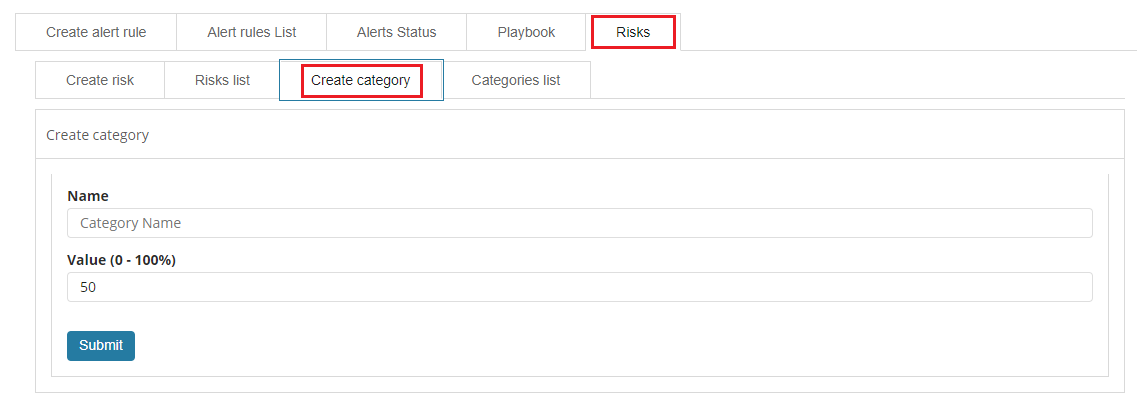 Create alert rule Alert rules List Alerts Status Playbook Risks
Create risk Risks list Create category Categories list
Create category
Name
Category Name
Value (0 - 100%)
50
Submit